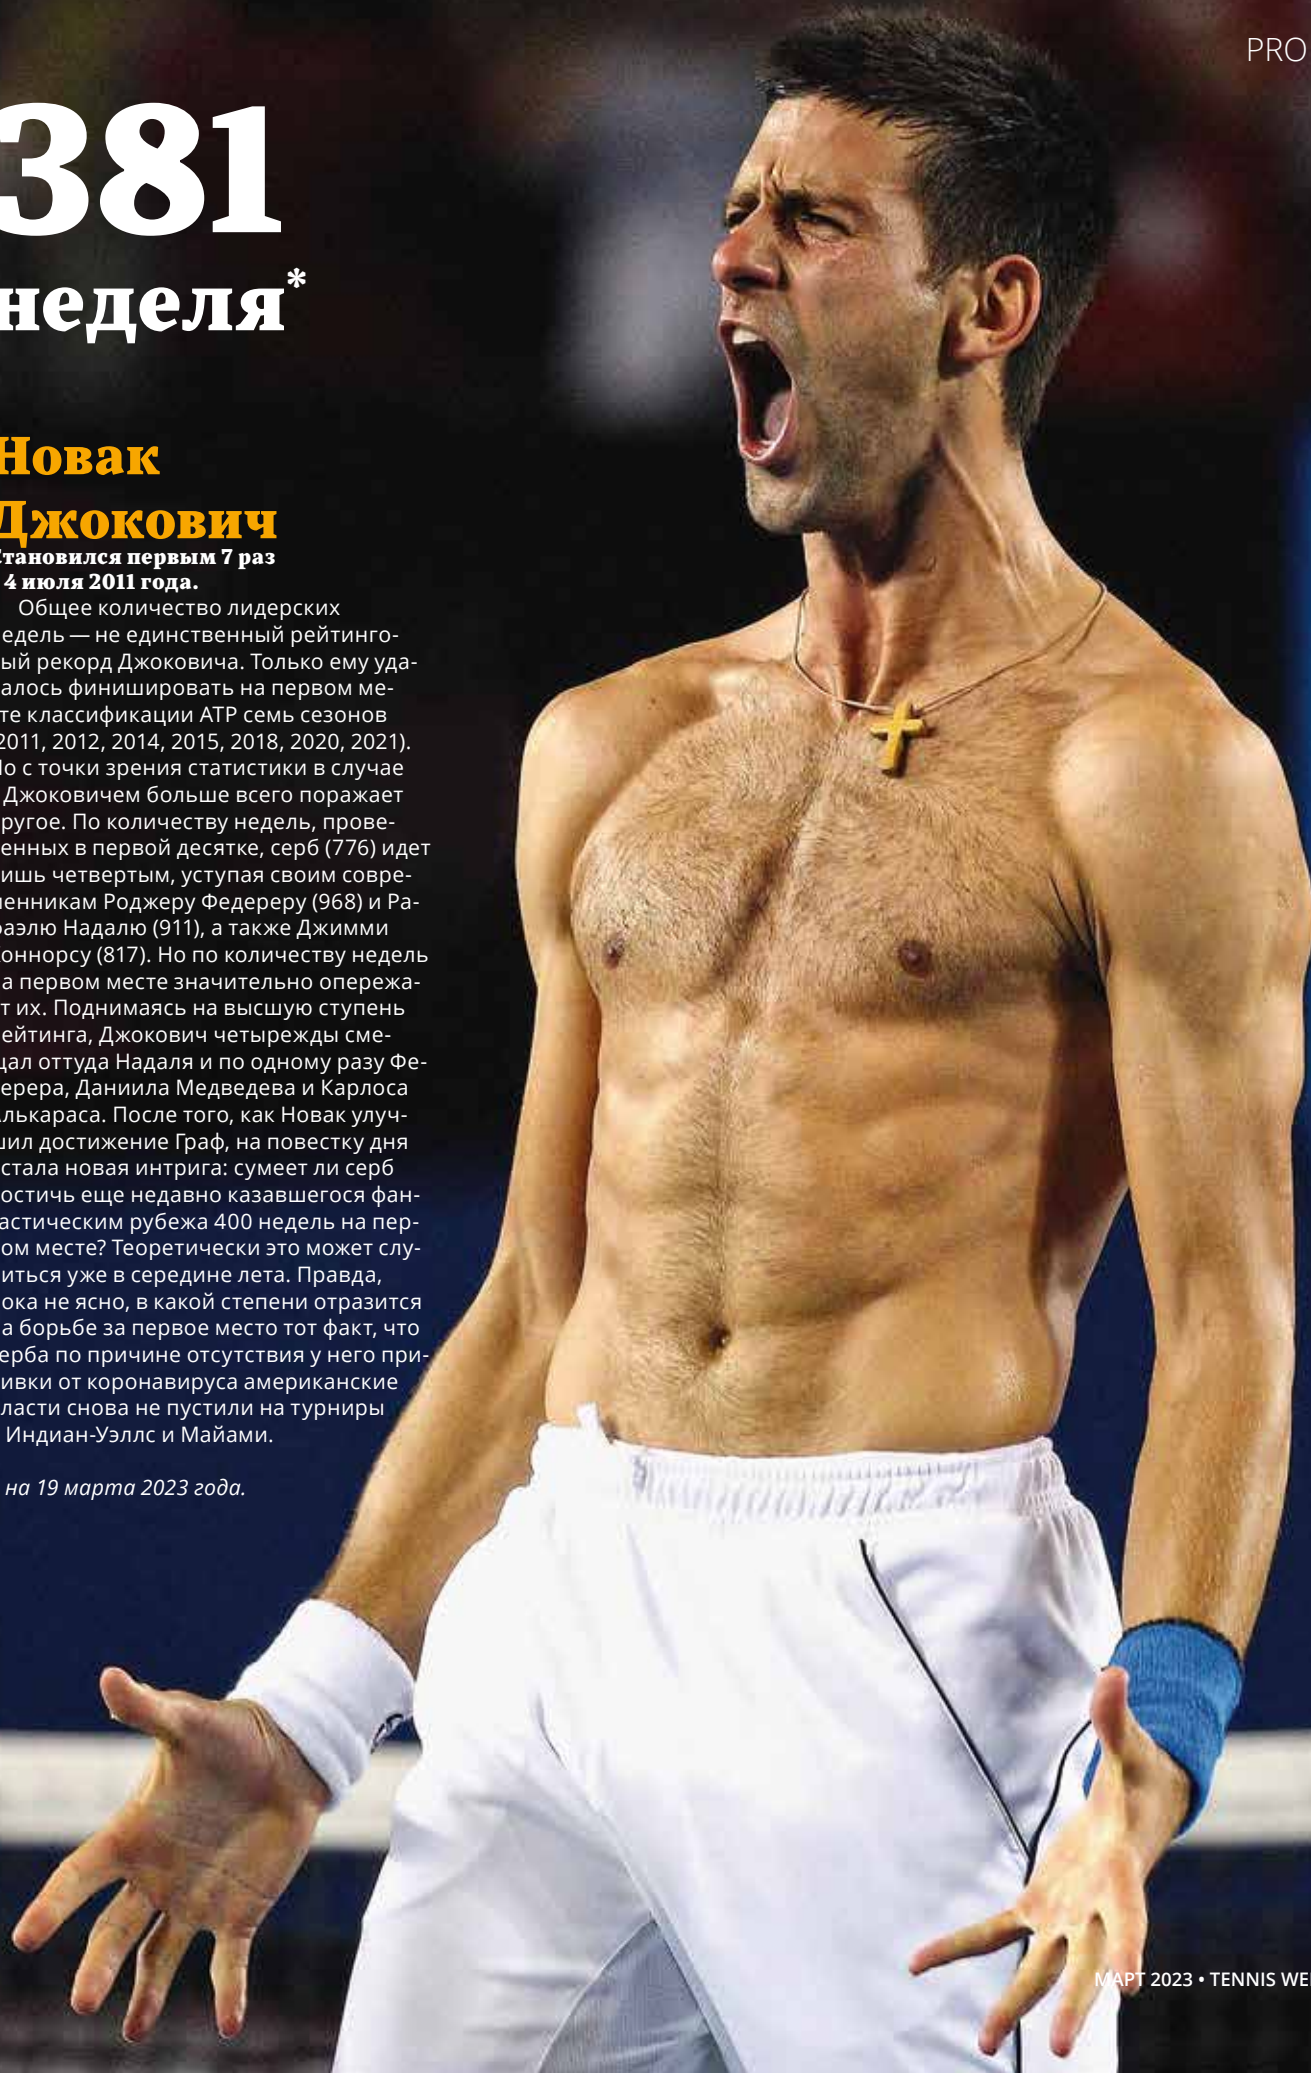 PRO
381
неделя*
Новак
Джокович
Становился первым 7 раз
4 июля 2011 года.
Общее количество лидерских
едель — не единственный рейтинго-
ый рекорд Джоковича. Только ему уда-
алось финишировать на первом ме-
те классификации ATP семь сезонов
2011, 2012, 2014, 2015, 2018, 2020, 2021).
о с точки зрения статистики в случае
Джоковичем больше всего поражает
ругое. По количеству недель, прове-
енных в первой десятке, серб (776) идет
ишь четвертым, уступая своим совре-
енникам Роджеру Федереру (968) и Ра-
аэлю Надалю (911), а также Джимми
оннорсу (817). Но по количеству недель
а первом месте значительно опережа-
т их. Поднимаясь на высшую ступень
ейтинга, Джокович четырежды сме-
щал оттуда Надаля и по одному разу Фе-
ерера, Даниила Медведева и Карлоса
лькараса. После того, как Новак улуч-
шил достижение Граф, на повестку дня
стала новая интрига: сумеет ли серб
остичь еще недавно казавшегося фан-
астическим рубежа 400 недель на пер-
ом месте? Теоретически это может слу-
иться уже в середине лета. Правда,
ока не ясно, в какой степени отразится
а борьбе за первое место тот факт, что
ерба по причине отсутствия у него при-
ивки от коронавируса американские
ласти снова не пустили на турниры
Индиан-Уэллс и Майами.
на 19 марта 2023 года.
МАРТ 2023 • TENNIS WE